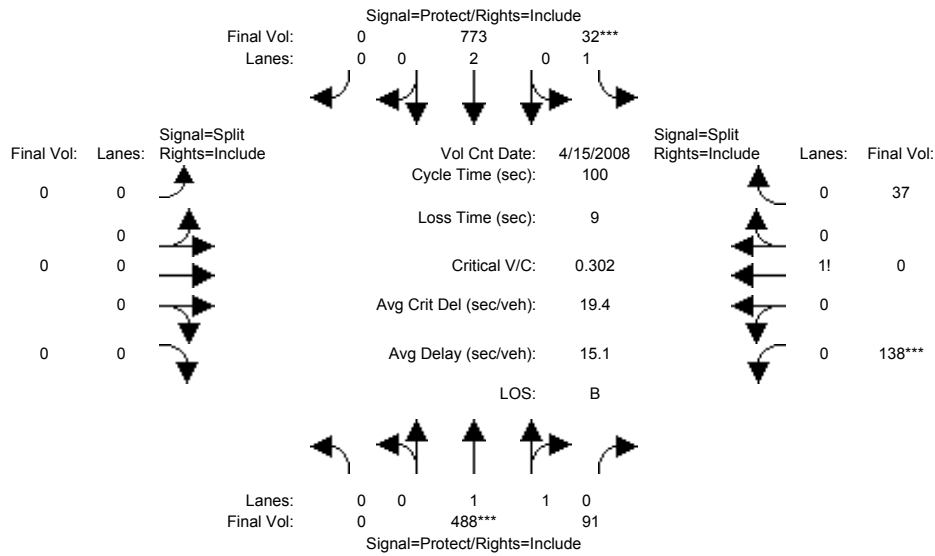 Signal=Protect/Rights=Include
Final Vol: 0 773 32***
Lanes: 0 0 2 0 1
Signal=Split Signal=Split
Final Vol: Lanes: Rights=Include Vol Cnt Date: 4/15/2008 Rights=Include Lanes: Final Vol:
Cycle Time (sec): 100
0 0 0 37
Loss Time (sec): 9
0 0
0 0 Critical V/C: 0.302 1! 0
0 Avg Crit Del (sec/veh): 19.4 0
0 0 Avg Delay (sec/veh): 15.1 0 138***
LOS: B
Lanes: 0 0 1 1 0
Final Vol: 0 488*** 91
Signal=Protect/Rights=Include